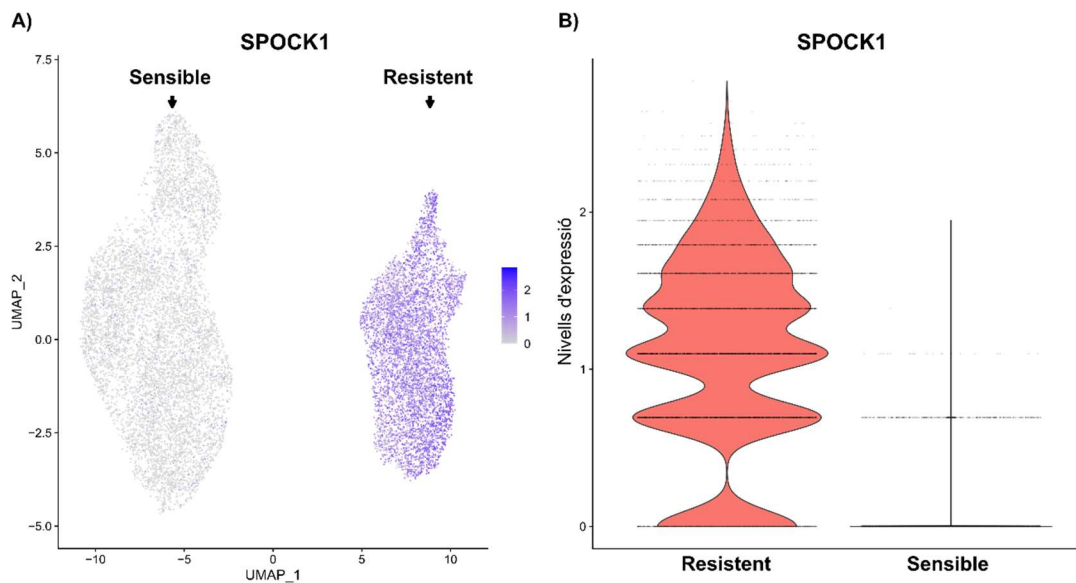 A)
SPOCK1
7.5
Sensible
Resistent
5.0
2.5
UMAP_2
0.0
2
1
0
−2.5
−5.0
−10
−5
0
5
10
UMAP_1
B)
SPOCK1
2
Nivells d'expressió
1
0
Resistent
Sensible